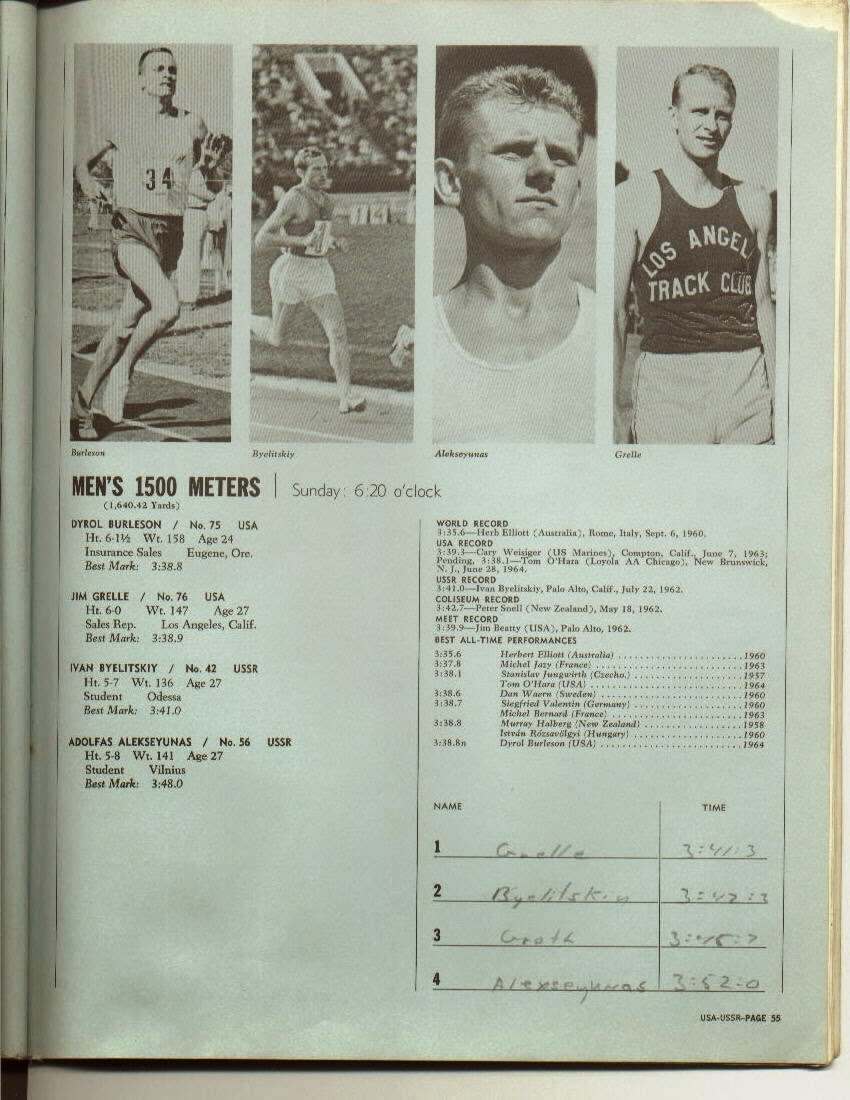 34
LOS ANGEL
TRACK CLUB
Burleson
Byelitskiy
Alekseyunas
Grelle
MEN'S 1500 METERS | Sunday: 6:20 o'clock
(1,640.42 Yards)
DYROL BURLESON / No. 75 USA
Ht. 6-1½ Wt. 158 Age 24
Insurance Sales Eugene, Ore.
Best Mark: 3:38.8
JIM GRELLE / No. 76 USA
Ht. 6-0 Wt. 147 Age 27
Sales Rep. Los Angeles, Calif.
Best Mark: 3:38.9
IVAN BYELITSKIY / No. 42 USSR
Ht. 5-7 Wt. 136 Age 27
Student Odessa
Best Mark: 3:41.0
ADOLFAS ALEKSEYUNAS / No. 56 USSR
Ht. 5-8 Wt. 141 Age 27
Student Vilnius
Best Mark: 3:48.0
WORLD RECORD
3:35.6—Herb Elliott (Australia), Rome, Italy, Sept. 6, 1960.
USA RECORD
3:39.3—Cary Weisiger (US Marines), Compton, Calif., June 7, 1963;
Pending, 3:38.1—Tom O'Hara (Loyola AA Chicago), New Brunswick,
N. J., June 28, 1964.
USSR RECORD
3:41.0—Ivan Byelitskiy, Palo Alto, Calif., July 22, 1962.
COLISEUM RECORD
3:42.7—Peter Snell (New Zealand), May 18, 1962.
MEET RECORD
3:39.9—Jim Beatty (USA), Palo Alto, 1962.
BEST ALL-TIME PERFORMANCES
3:35.6 Herbert Elliott (Australia) 1960
3:37.8 Michel Jazy (France) 1963
3:38.1 Stanislav Jungwirth (Czecho.) 1957
Tom O'Hara (USA) 1964
3:38.6 Dan Waern (Sweden) 1960
3:38.7 Siegfried Valentin (Germany) 1960
Michel Bernard (France) 1963
3:38.8 Murray Halberg (New Zealand) 1958
István Rózsavölgyi (Hungary) 1960
3:38.8n Dyrol Burleson (USA) 1964
NAME TIME
1 Grelle 3:41:3
2 Byelitskiy
3 Groth
4 Alexseyunas 3:52:0
USA-USSR–PAGE 55